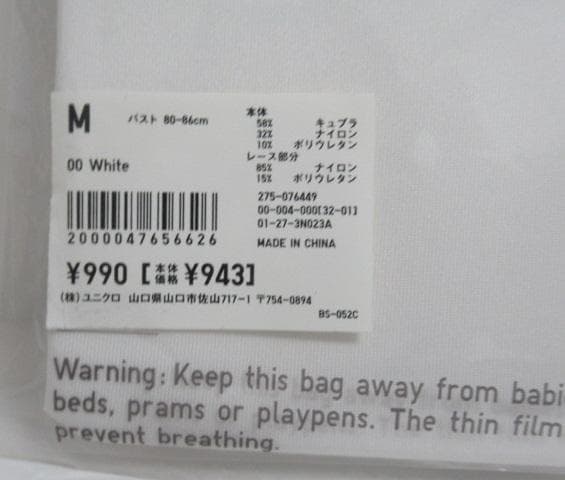 M バスト 80-86cm
00 White
2000047656626
本体
58% キュプラ
32% ナイロン
10% ポリウレタン
レース部分
85% ナイロン
15% ポリウレタン
275-076449
00-004-000[32-01]
01-27-3N023A
MADE IN CHINA
¥990 [本体価格 ¥943]
(株)ユニクロ 山口県山口市佐山717-1 〒754-0894
BS-052C
Warning: Keep this bag away from babi
beds, prams or playpens. The thin film
prevent breathing.